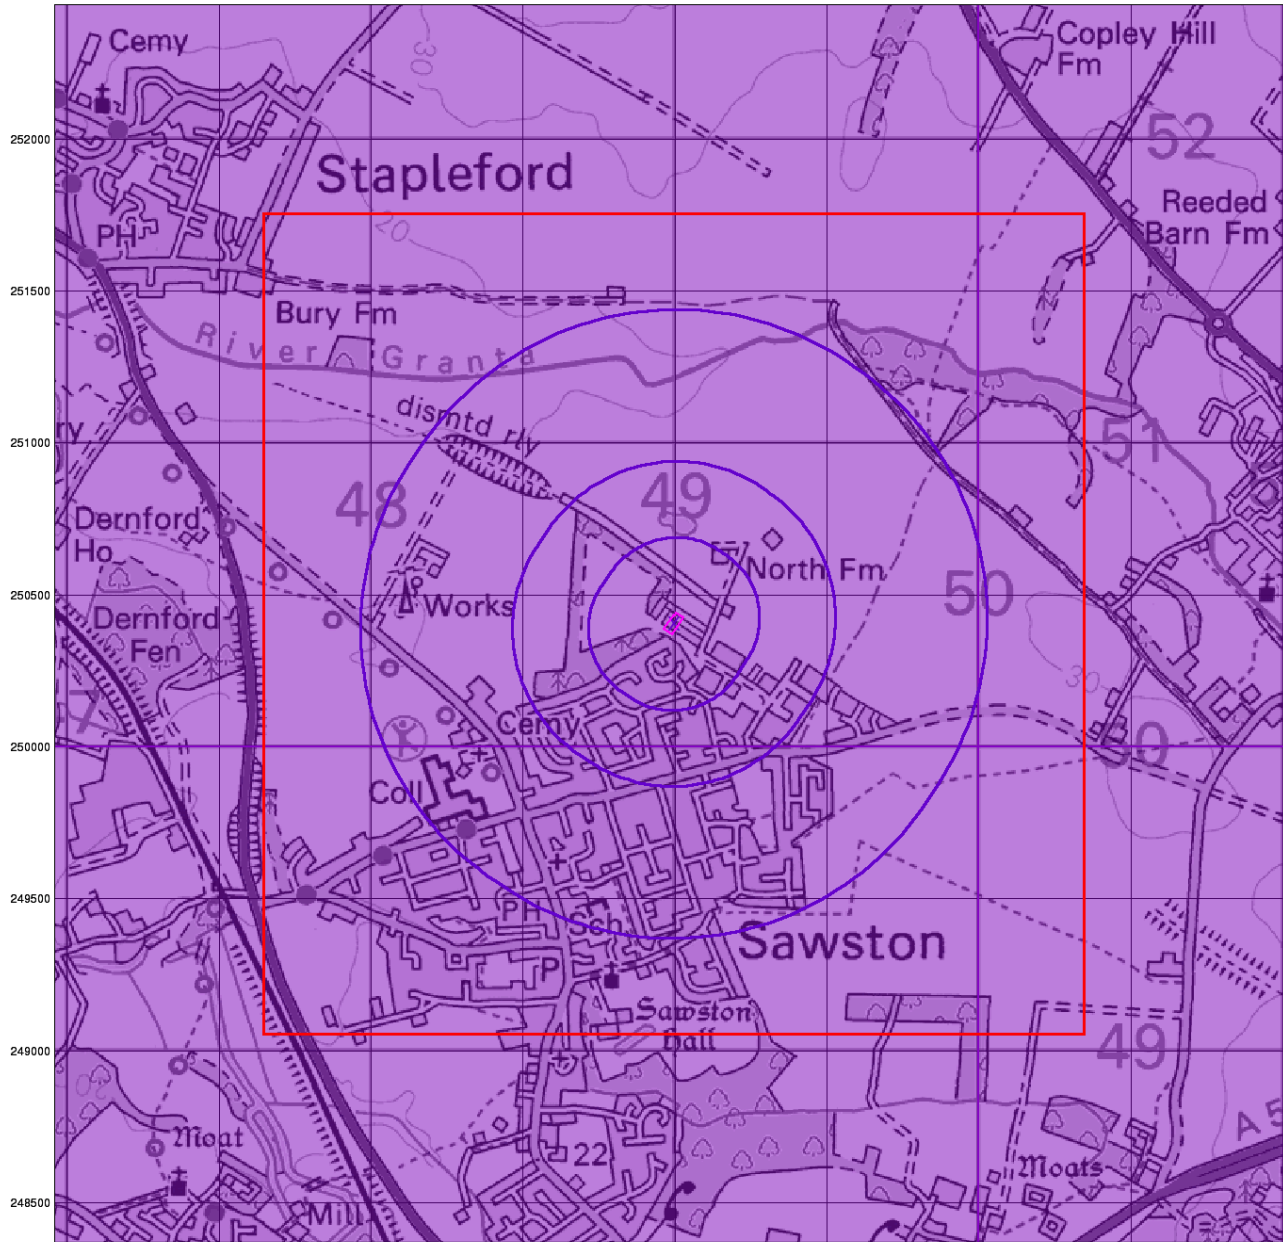 Cemy
Copley Hill
Fm
30
252000
52
Stapleford
Reeded
Barn Fm
PH
20
251500
Bury Fm
River Granta
dismtd rly
251000
51
48
49
Dernford
Ho
North Fm
250500
Works
50
Dernford
Fen
30
Cemy
250000
50
Coll
249500
PH
Sch
Sawston
P
Sawston
Hall
249000
49
Moat
22
Moats
A 5
248500
Mill